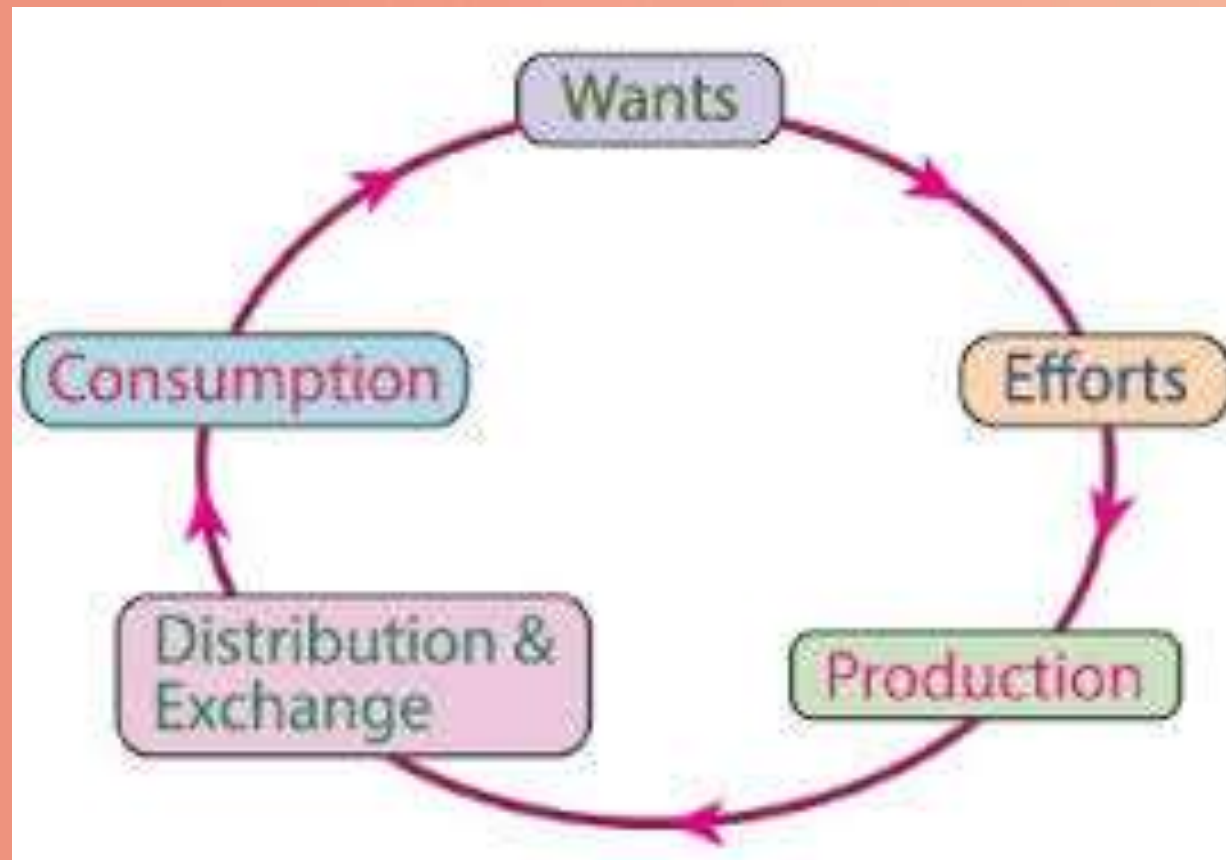 Wants
Efforts
Production
Distribution &
Exchange
Consumption